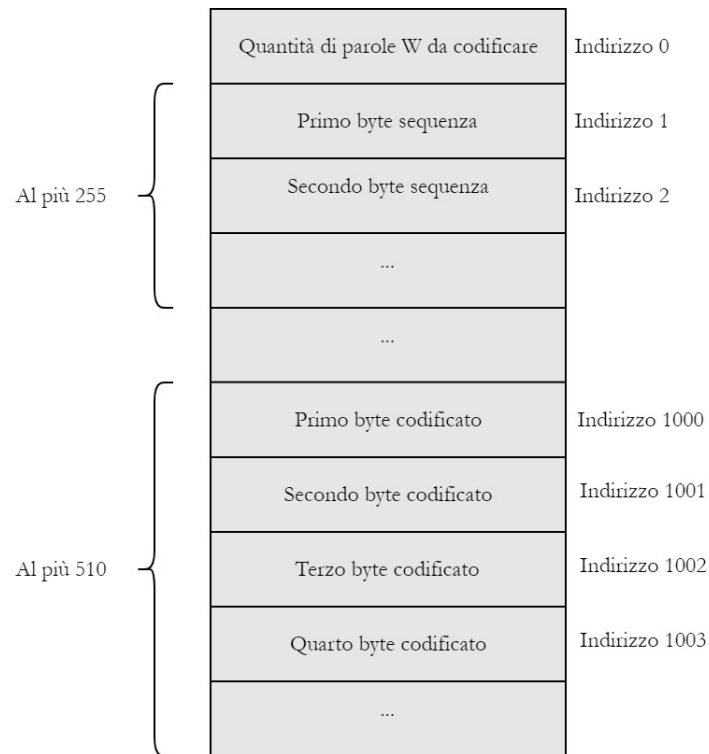 Quantità di parole W da codificare Indirizzo 0
Primo byte sequenza Indirizzo 1
Al più 255 Secondo byte sequenza Indirizzo 2
...
...
Primo byte codificato Indirizzo 1000
Secondo byte codificato Indirizzo 1001
Al più 510 Terzo byte codificato Indirizzo 1002
Quarto byte codificato Indirizzo 1003
...